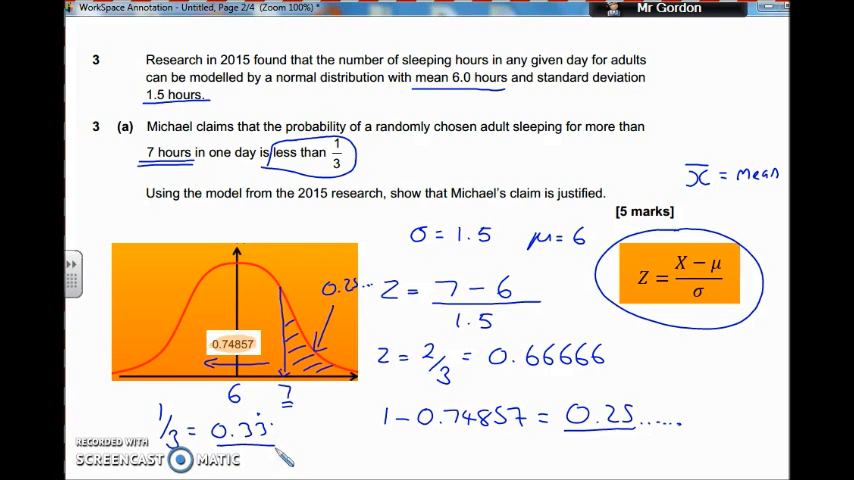 WorkSpace Annotation - Untitled, Page 2/4 (Zoom 100%) *
Mr Gordon
3 Research in 2015 found that the number of sleeping hours in any given day for adults
can be modelled by a normal distribution with mean 6.0 hours and standard deviation
1.5 hours.
3 (a) Michael claims that the probability of a randomly chosen adult sleeping for more than
7 hours in one day is less than 1/3
x̄ = mean
Using the model from the 2015 research, show that Michael's claim is justified.
[5 marks]
σ = 1.5 μ = 6
Z = (X − μ)/σ
0.25...
Z = (7 − 6)/1.5
0.74857
Z = 2/3 = 0.66666
6 7
1 − 0.74857 = 0.25......
1/3 = 0.33̇.
RECORDED WITH
SCREENCAST MATIC